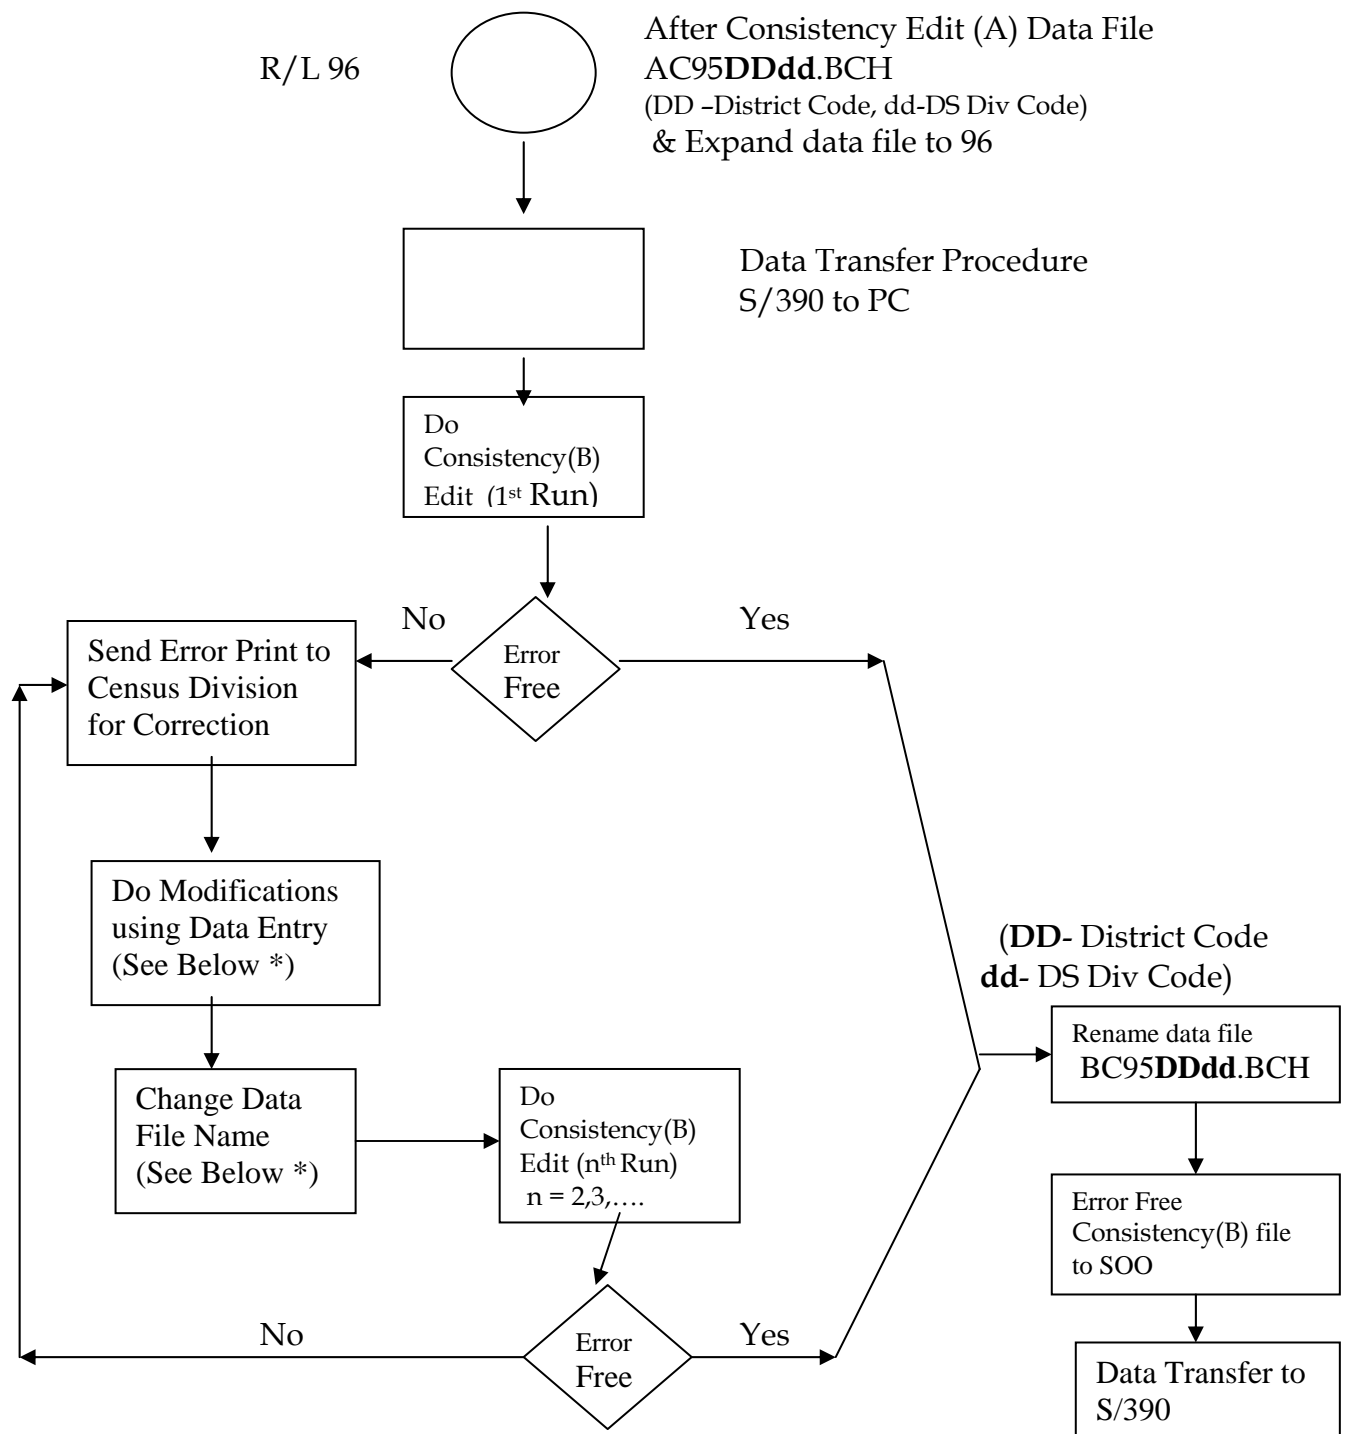 After Consistency Edit (A) Data File
R/L 96
AC95DDdd.BCH
(DD –District Code, dd-DS Div Code)
& Expand data file to 96
Data Transfer Procedure
S/390 to PC
Do
Consistency(B)
Edit (1st Run)
No
Yes
Error
Free
Send Error Print to
Census Division
for Correction
Do Modifications
using Data Entry
(See Below *)
(DD- District Code
dd- DS Div Code)
Rename data file
BC95DDdd.BCH
Change Data
File Name
(See Below *)
Do
Consistency(B)
Edit (nth Run)
n = 2,3,….
Error Free
Consistency(B) file
to SOO
No
Yes
Error
Free
Data Transfer to
S/390